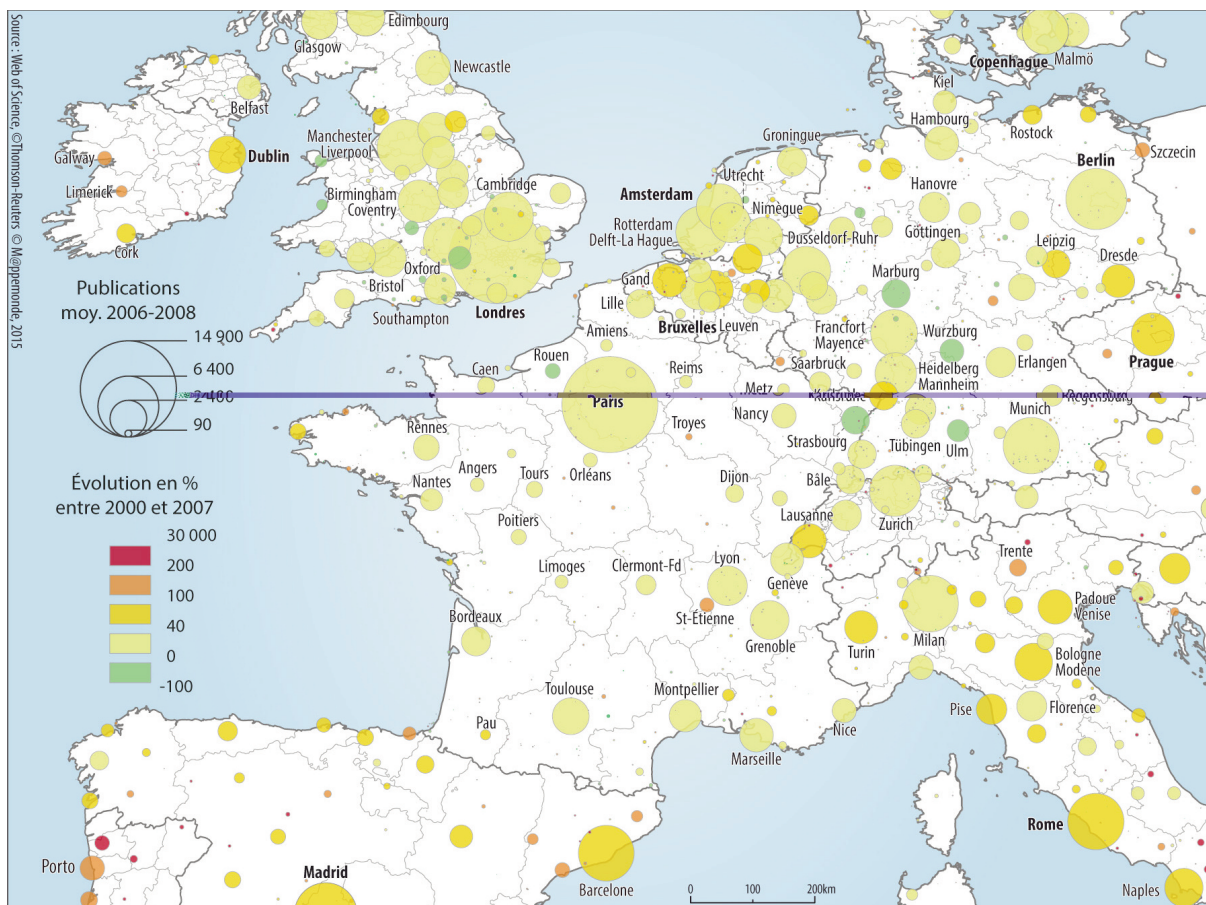 Source : Web of Science, ©Thomson-Reuters © M@ppemonde, 2015
Edimbourg
Glasgow
Newcastle
Copenhague
Malmö
Kiel
Belfast
Hambourg
Rostock
Groningue
Manchester
Liverpool
Galway
Dublin
Szczecin
Berlin
Utrecht
Limerick
Cambridge
Amsterdam
Hanovre
Birmingham
Coventry
Nimègue
Rotterdam
Delft-La Hague
Dusseldorf-Ruhr
Göttingen
Cork
Leipzig
Dresde
Oxford
Gand
Marburg
Bristol
Lille
Southampton
Londres
Bruxelles
Leuven
Publications
moy. 2006-2008
14 900
6 400
2 400
90
Amiens
Francfort
Mayence
Wurzburg
Rouen
Reims
Saarbruck
Erlangen
Prague
Caen
Metz
Heidelberg
Mannheim
Karlsruhe
Regensburg
Paris
Nancy
Munich
Troyes
Rennes
Strasbourg
Tübingen
Ulm
Angers
Tours
Orléans
Dijon
Bâle
Nantes
Lausanne
Zurich
Poitiers
Évolution en %
entre 2000 et 2007
30 000
200
100
40
0
-100
Limoges
Clermont-Fd
Lyon
Genève
Trente
Bordeaux
St-Étienne
Grenoble
Turin
Milan
Padoue
Venise
Bologne
Modène
Toulouse
Montpellier
Pau
Marseille
Nice
Pise
Florence
Rome
Porto
Madrid
Barcelone
Naples
0 100 200km